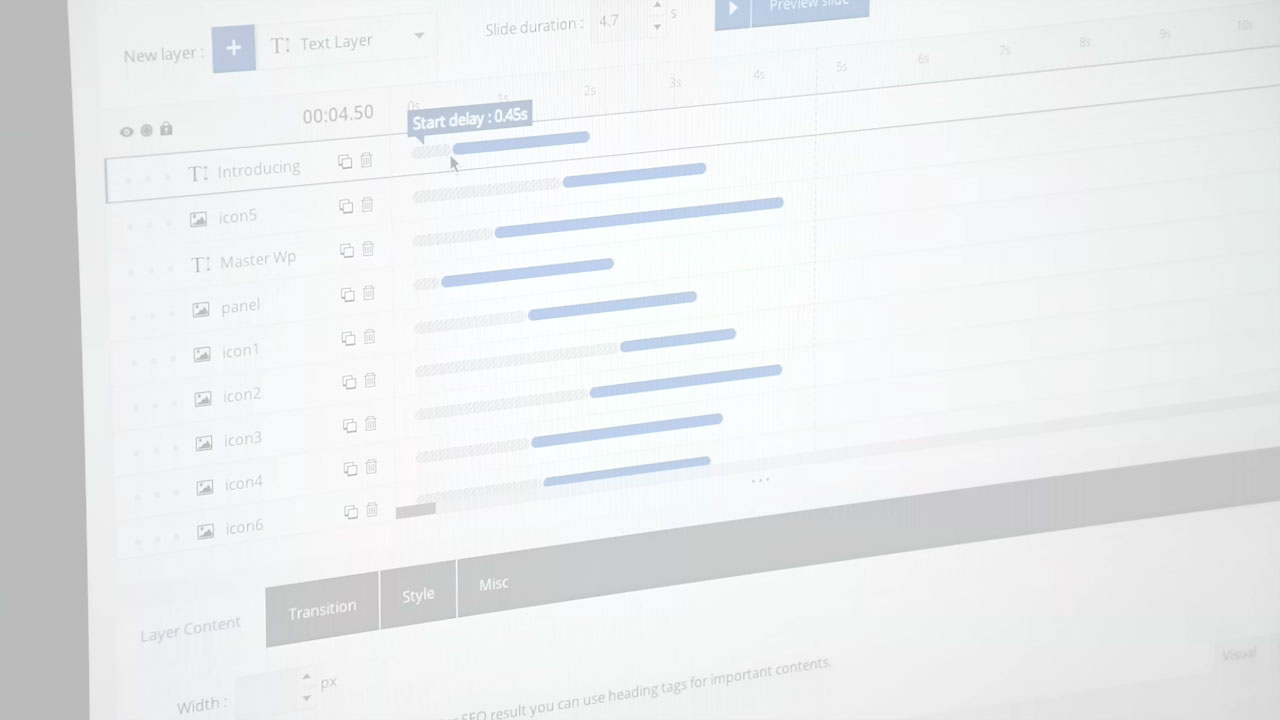 New layer : + Text Layer Slide duration : 4.7 s Preview slide
00:04.50 0s 1s 2s 3s 4s 5s 6s 7s 8s 9s 10s
Start delay : 0.45s
Introducing
icon5
Master Wp
panel
icon1
icon2
icon3
icon4
icon6
Layer Content Transition Style Misc
Width : px
SEO result you can use heading tags for important contents.
Visual